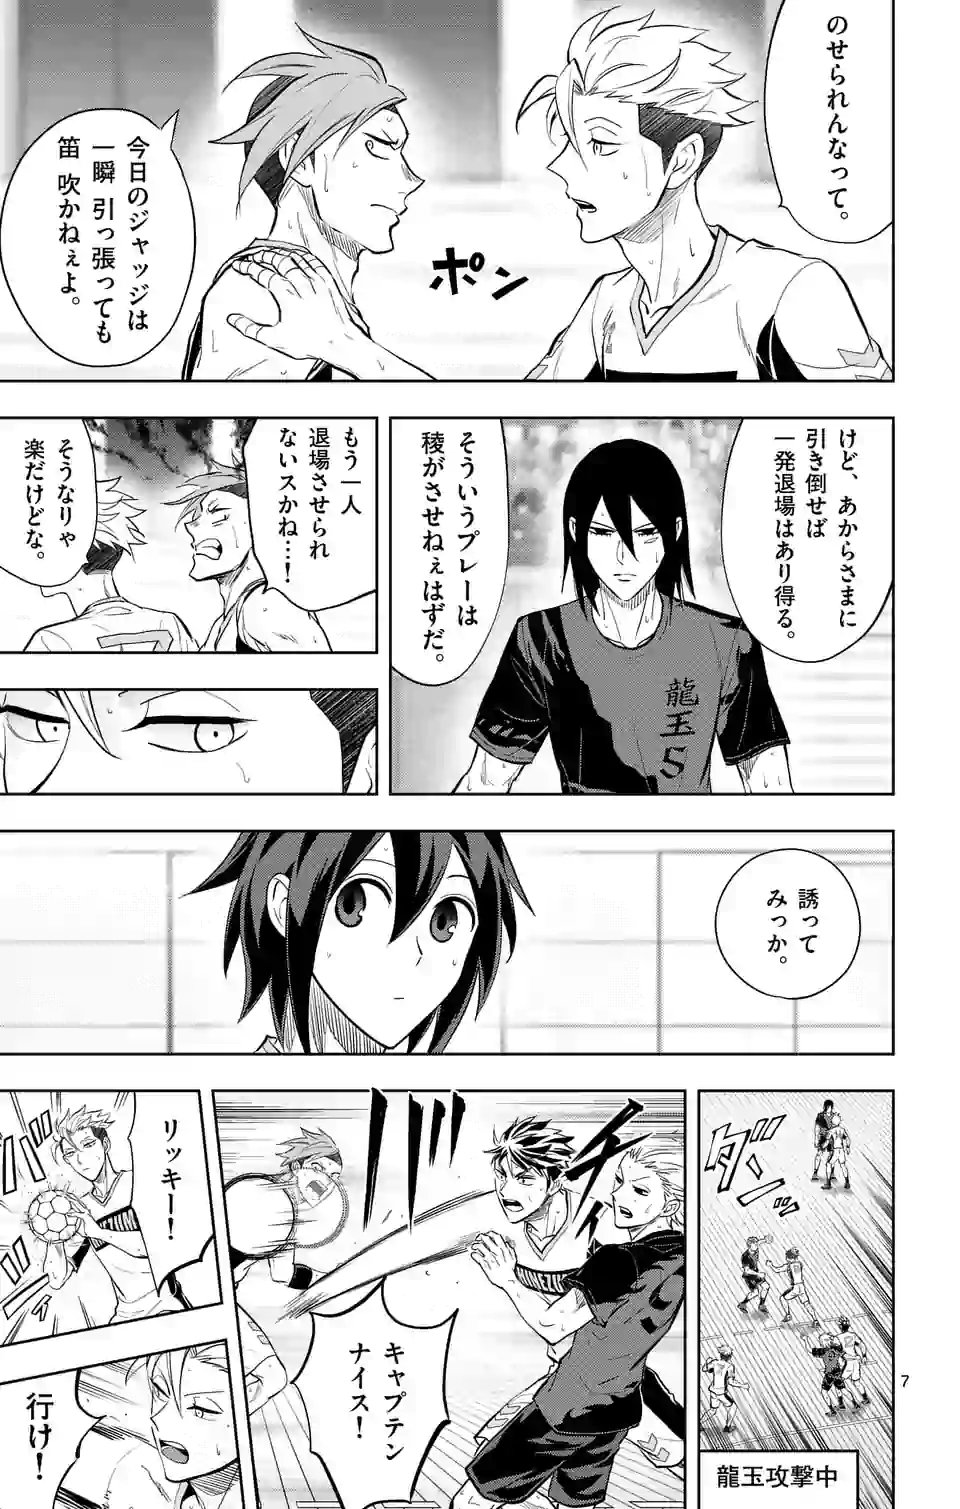 のせられんなって。
今日のジャッジは
一瞬 引っ張っても
笛 吹かねぇよ。
ポン
けど、あからさまに
引き倒せば
一発退場はあり得る。
そういうプレーは
稜がさせねぇはずだ。
龍玉
5
もう一人
退場させられ
ないスかね…！
そうなりゃ
楽だけどな。
誘って
みっか。
ダンッ
龍玉攻撃中
キャプテン
ナイス！
リッキー！
行け！
7